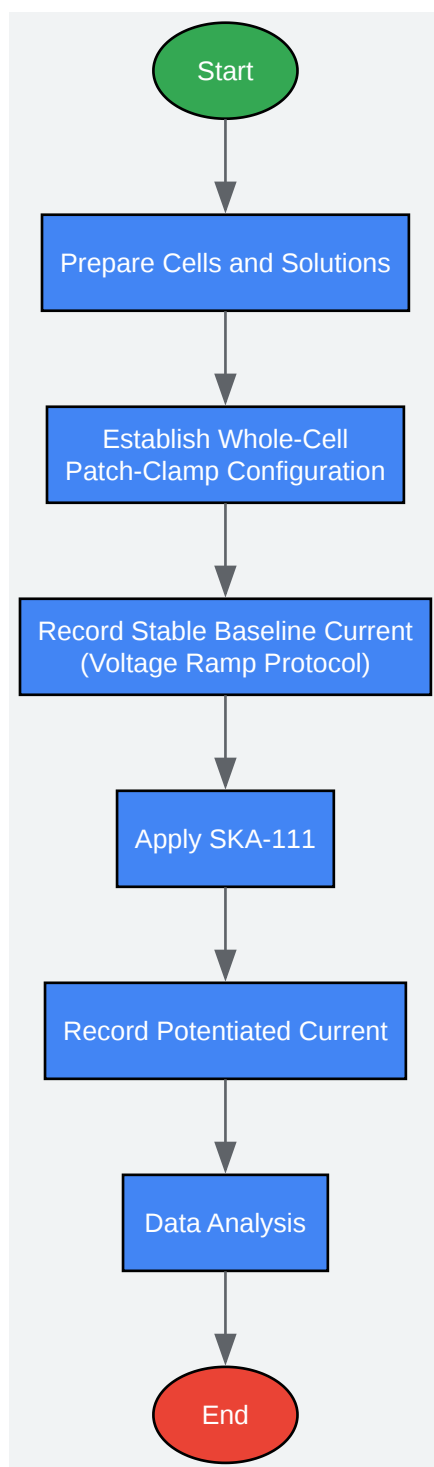 Start
Prepare Cells and Solutions
Establish Whole-Cell
Patch-Clamp Configuration
Record Stable Baseline Current
(Voltage Ramp Protocol)
Apply SKA-111
Record Potentiated Current
Data Analysis
End